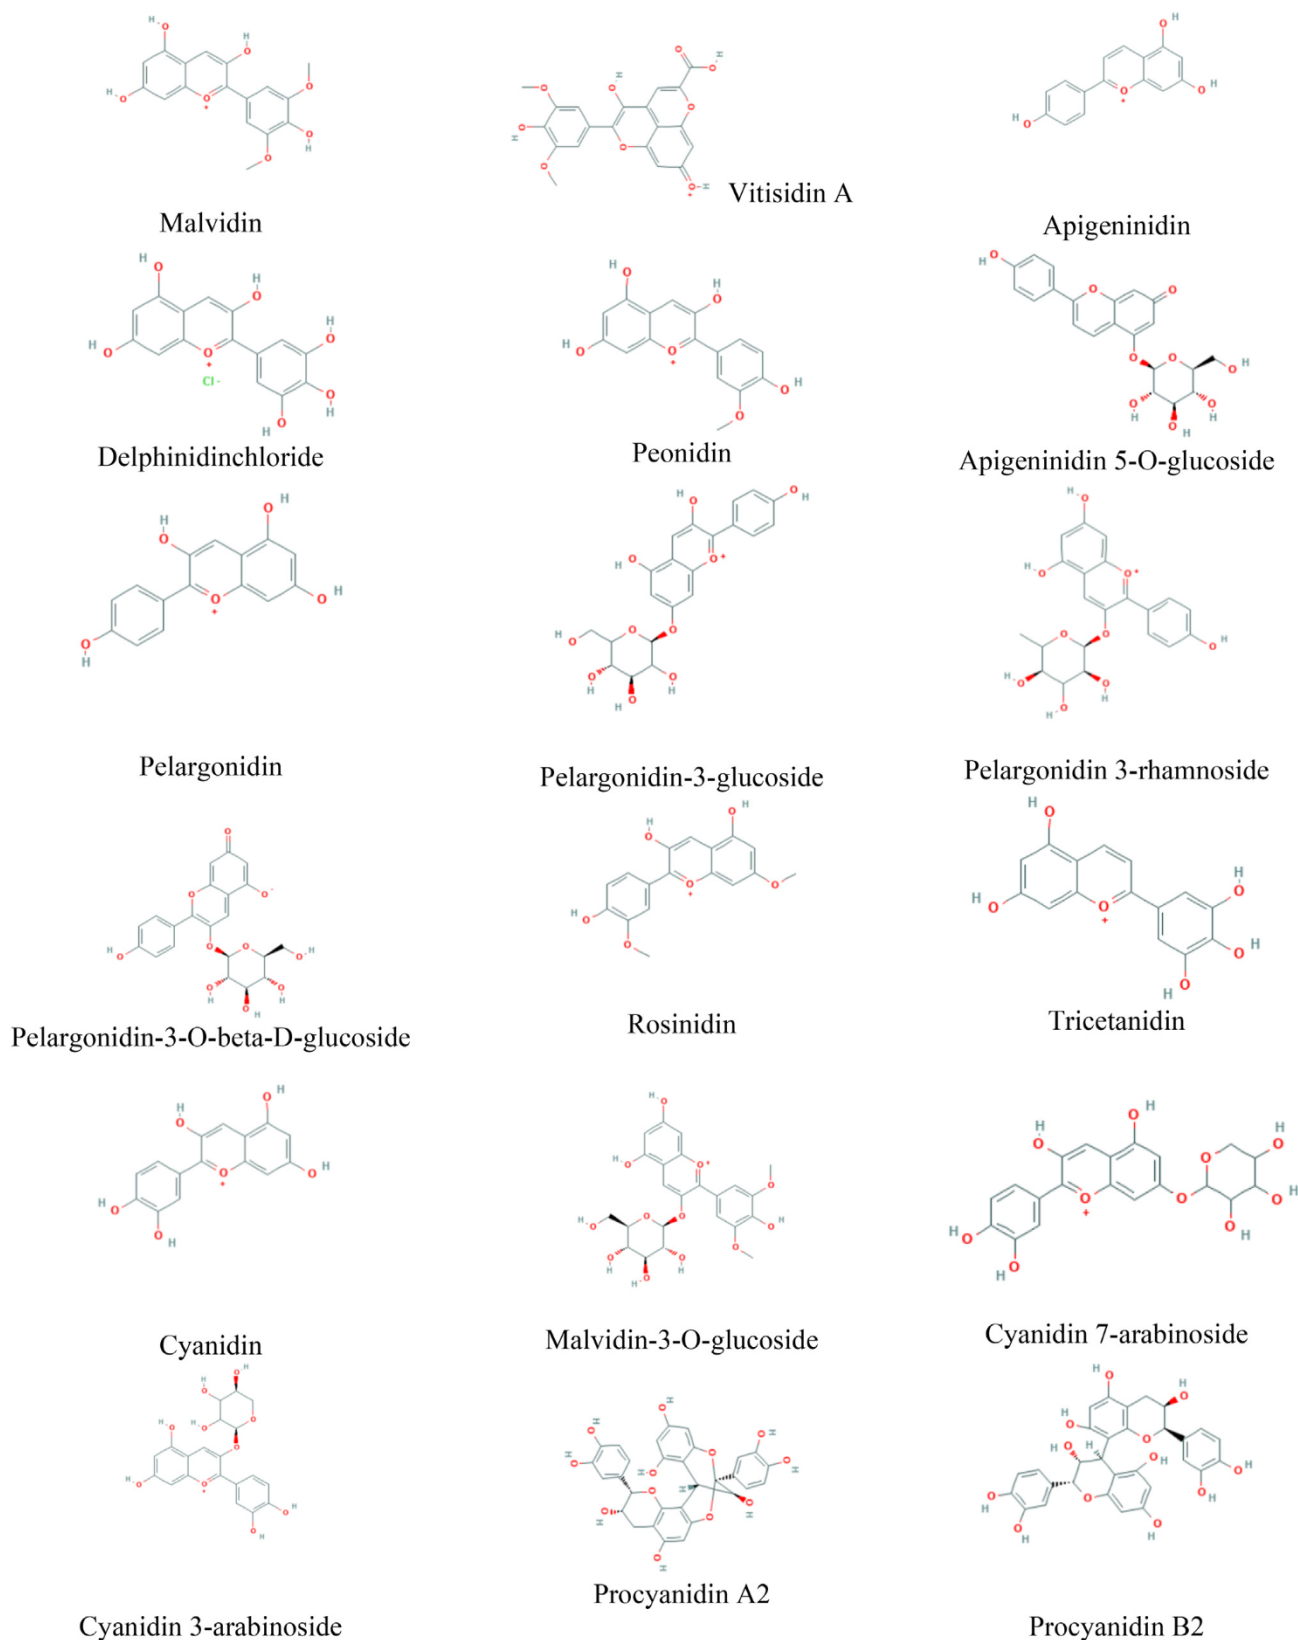 Malvidin
Vitisidin A
Apigeninidin
Cl-
Delphinidinchloride
Peonidin
Apigeninidin 5-O-glucoside
Pelargonidin
Pelargonidin-3-glucoside
Pelargonidin 3-rhamnoside
Pelargonidin-3-O-beta-D-glucoside
Rosinidin
Tricetanidin
Cyanidin
Malvidin-3-O-glucoside
Cyanidin 7-arabinoside
Cyanidin 3-arabinoside
Procyanidin A2
Procyanidin B2